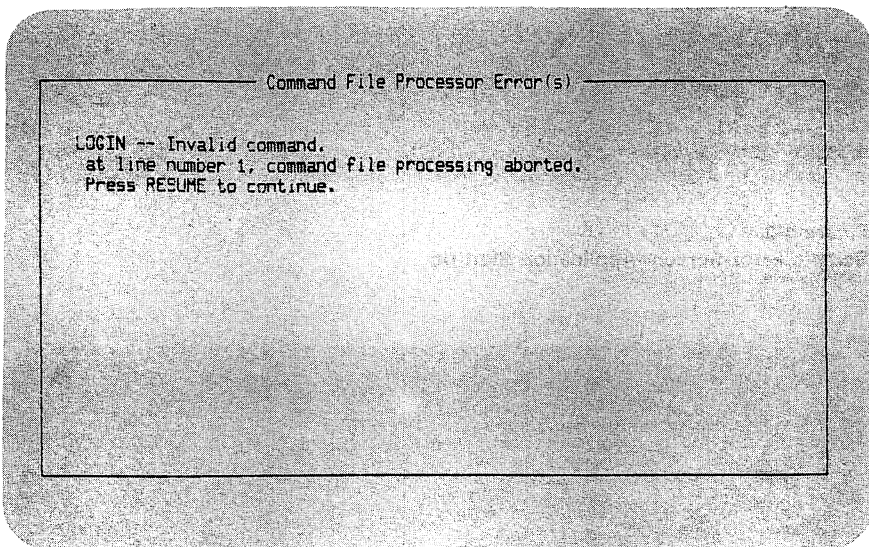 Command File Processor Error(s)
LOGIN -- Invalid command.
at line number 1, command file processing aborted.
Press RESUME to continue.